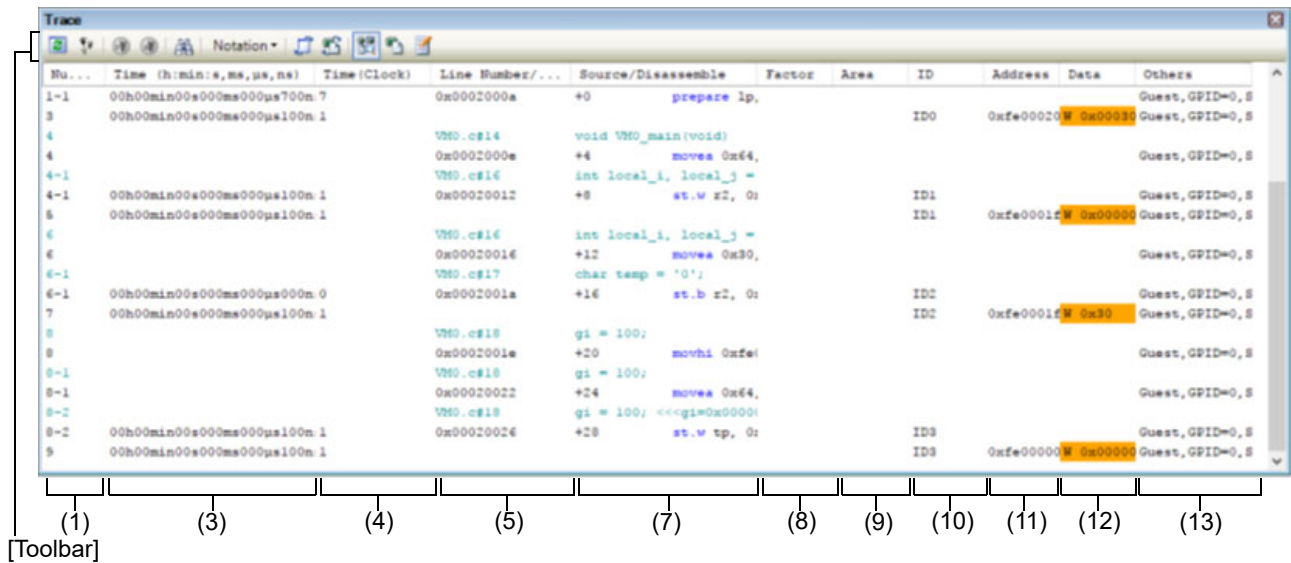 Trace
Notation
Nu... Time (h:min:s,ms,µs,ns) Time(Clock) Line Number/... Source/Disassemble Factor Area ID Address Data Others
1-1 00h00min00s000ms000µs700n: 7 0x0002000a +0 prepare lp, Guest,GPID=0,S
3 00h00min00s000ms000µs100n: 1 ID0 0xfe00020 W 0x00030 Guest,GPID=0,S
4 VM0.c#14 void VM0_main(void)
4 0x0002000e +4 movea 0x64, Guest,GPID=0,S
4-1 VM0.c#16 int local_i, local_j =
4-1 00h00min00s000ms000µs100n: 1 0x00020012 +8 st.w r2, 0: ID1 Guest,GPID=0,S
5 00h00min00s000ms000µs100n: 1 ID1 0xfe0001f W 0x00000 Guest,GPID=0,S
6 VM0.c#16 int local_i, local_j =
6 0x00020016 +12 movea 0x30, Guest,GPID=0,S
6-1 VM0.c#17 char temp = '0';
6-1 00h00min00s000ms000µs000n: 0 0x0002001a +16 st.b r2, 0: ID2 Guest,GPID=0,S
7 00h00min00s000ms000µs100n: 1 ID2 0xfe0001f W 0x30 Guest,GPID=0,S
8 VM0.c#18 gi = 100;
8 0x0002001e +20 movhi 0xfe( Guest,GPID=0,S
8-1 VM0.c#18 gi = 100;
8-1 0x00020022 +24 movea 0x64, Guest,GPID=0,S
8-2 VM0.c#18 gi = 100; <<<gi=0x0000(
8-2 00h00min00s000ms000µs100n: 1 0x00020026 +28 st.w tp, 0: ID3 Guest,GPID=0,S
9 00h00min00s000ms000µs100n: 1 ID3 0xfe00000 W 0x00000 Guest,GPID=0,S
(1) (3) (4) (5) (7) (8) (9) (10) (11) (12) (13)
[Toolbar]